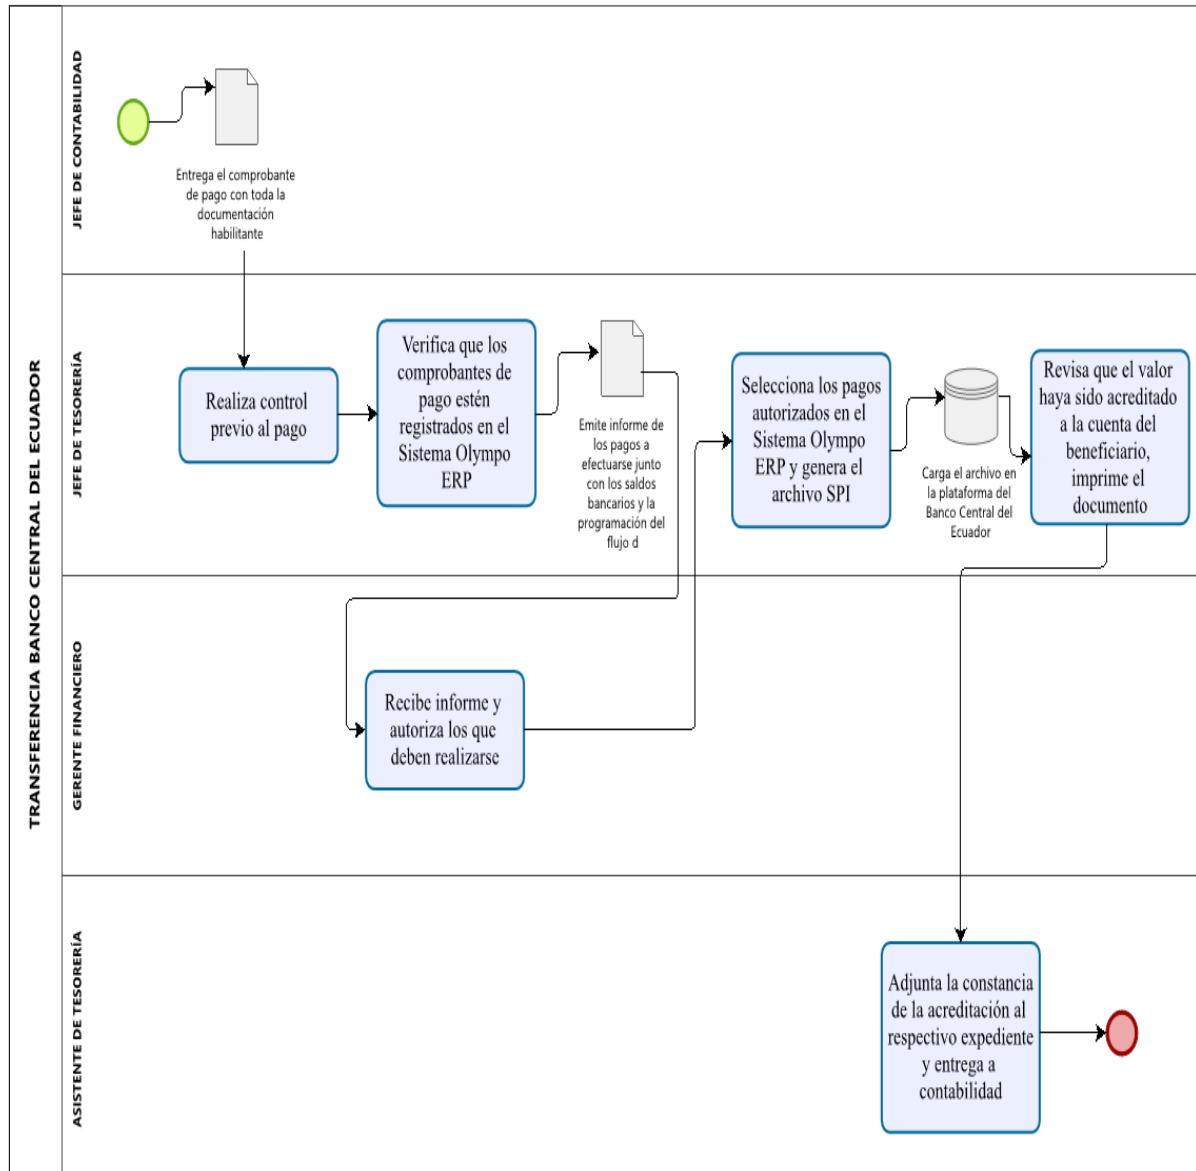 TRANSFERENCIA BANCO CENTRAL DEL ECUADOR
JEFE DE CONTABILIDAD
Entrega el comprobante
de pago con toda la
documentación
habilitante
JEFE DE TESORERÍA
Realiza control
previo al pago
Verifica que los
comprobantes de
pago estén
registrados en el
Sistema Olympo
ERP
Emite informe de
los pagos a
efectuarse junto
con los saldos
bancarios y la
programación del
flujo d
Selecciona los pagos
autorizados en el
Sistema Olympo
ERP y genera el
archivo SPI
Carga el archivo en
la plataforma del
Banco Central del
Ecuador
Revisa que el valor
haya sido acreditado
a la cuenta del
beneficiario,
imprime el
documento
GERENTE FINANCIERO
Recibe informe y
autoriza los que
deben realizarse
ASISTENTE DE TESORERÍA
Adjunta la constancia
de la acreditación al
respectivo expediente
y entrega a
contabilidad